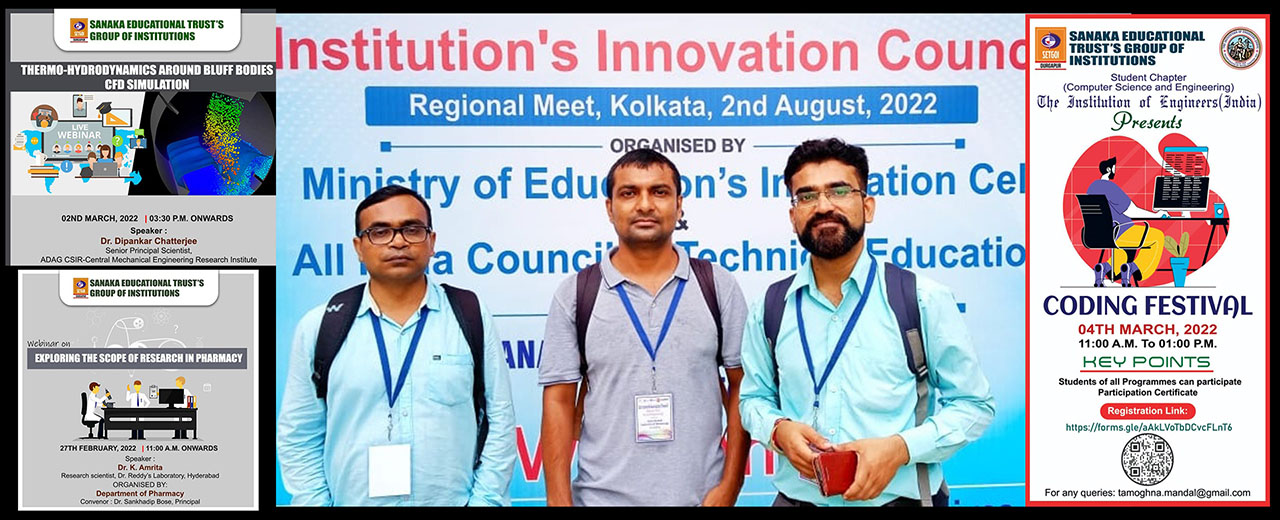 SETGOI
DURGAPUR
SANAKA EDUCATIONAL TRUST'S
GROUP OF INSTITUTIONS
THERMO-HYDRODYNAMICS AROUND BLUFF BODIES
CFD SIMULATION
LIVE
WEBINAR
02ND MARCH, 2022 | 03:30 P.M. ONWARDS
Speaker :
Dr. Dipankar Chatterjee
Senior Principal Scientist,
ADAG CSIR-Central Mechanical Engineering Research Institute
SANAKA EDUCATIONAL TRUST'S
GROUP OF INSTITUTIONS
Webinar on
EXPLORING THE SCOPE OF RESEARCH IN PHARMACY
27TH FEBRUARY, 2022 | 11:00 A.M. ONWARDS
Speaker :
Dr. K. Amrita
Research scientist, Dr. Reddy's Laboratory, Hyderabad
ORGANISED BY:
Department of Pharmacy
Convenor : Dr. Sankhadip Bose, Principal
Institution's Innovation Counc
Regional Meet, Kolkata, 2nd August, 2022
ORGANISED BY
Ministry of Education's Innovation Cel
&
All India Council Technic Educatio
SETGOI
DURGAPUR
SANAKA EDUCATIONAL
TRUST'S GROUP OF
INSTITUTIONS
Student Chapter
(Computer Science and Engineering)
The Institution of Engineers(India)
Presents
CODING FESTIVAL
04TH MARCH, 2022
11:00 A.M. To 01:00 P.M.
KEY POINTS
Students of all Programmes can participate
Participation Certificate
Registration Link:
https://forms.gle/aAkLVoTbDCvcFLnT6
For any queries: tamoghna.mandal@gmail.com